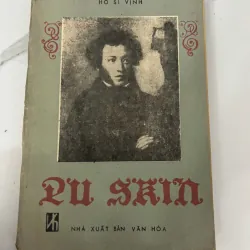 HỒ SĨ VỊNH
PU SKIN
NHÀ XUẤT BẢN VĂN HÓA